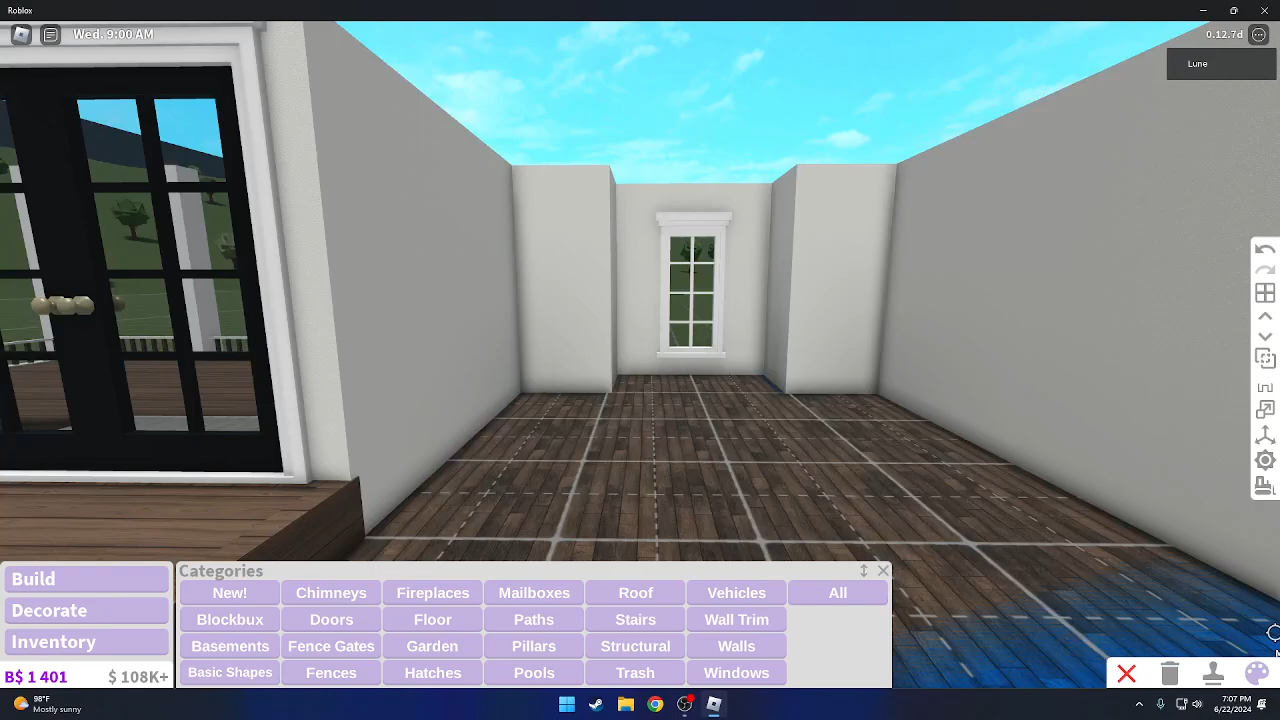 Roblox
Wed. 9:00 AM
0.12.7d
Lune
Build
Decorate
Inventory
B$ 1 401
$ 108K+
Categories
New! Chimneys Fireplaces Mailboxes Roof Vehicles All
Blockbux Doors Floor Paths Stairs Wall Trim
Basements Fence Gates Garden Pillars Structural Walls
Basic Shapes Fences Hatches Pools Trash Windows
98°F
Mostly sunny
7:07 PM
6/22/2024